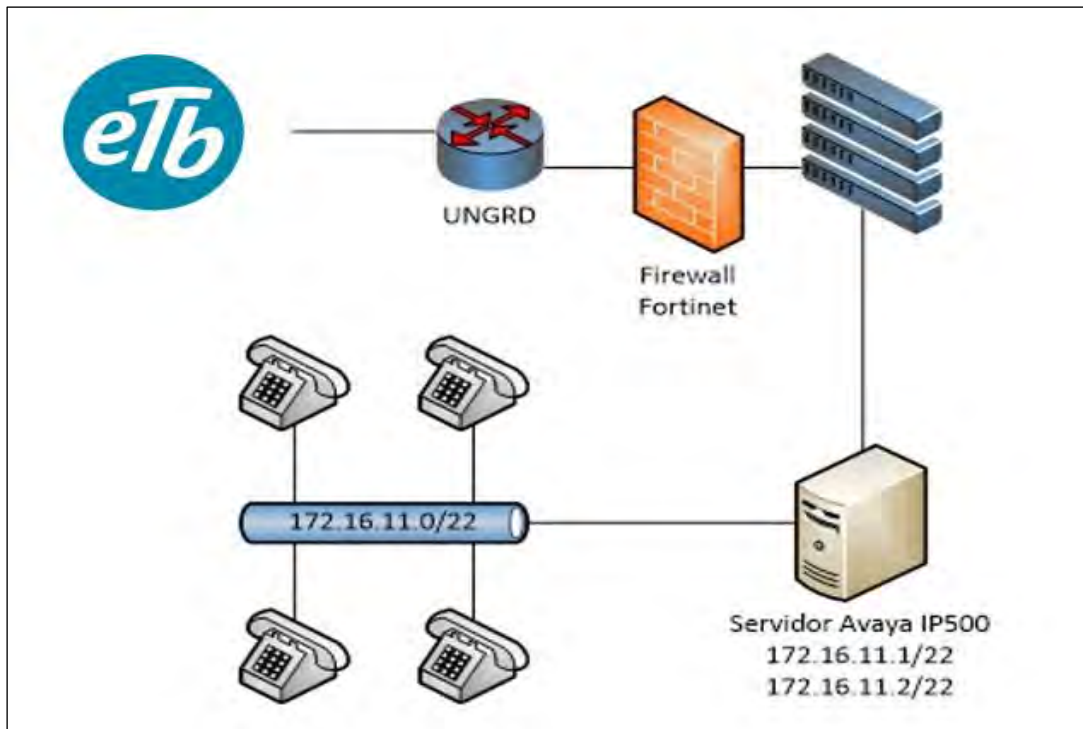 eTb
UNGRD
Firewall
Fortinet
172.16.11.0/22
Servidor Avaya IP500
172.16.11.1/22
172.16.11.2/22